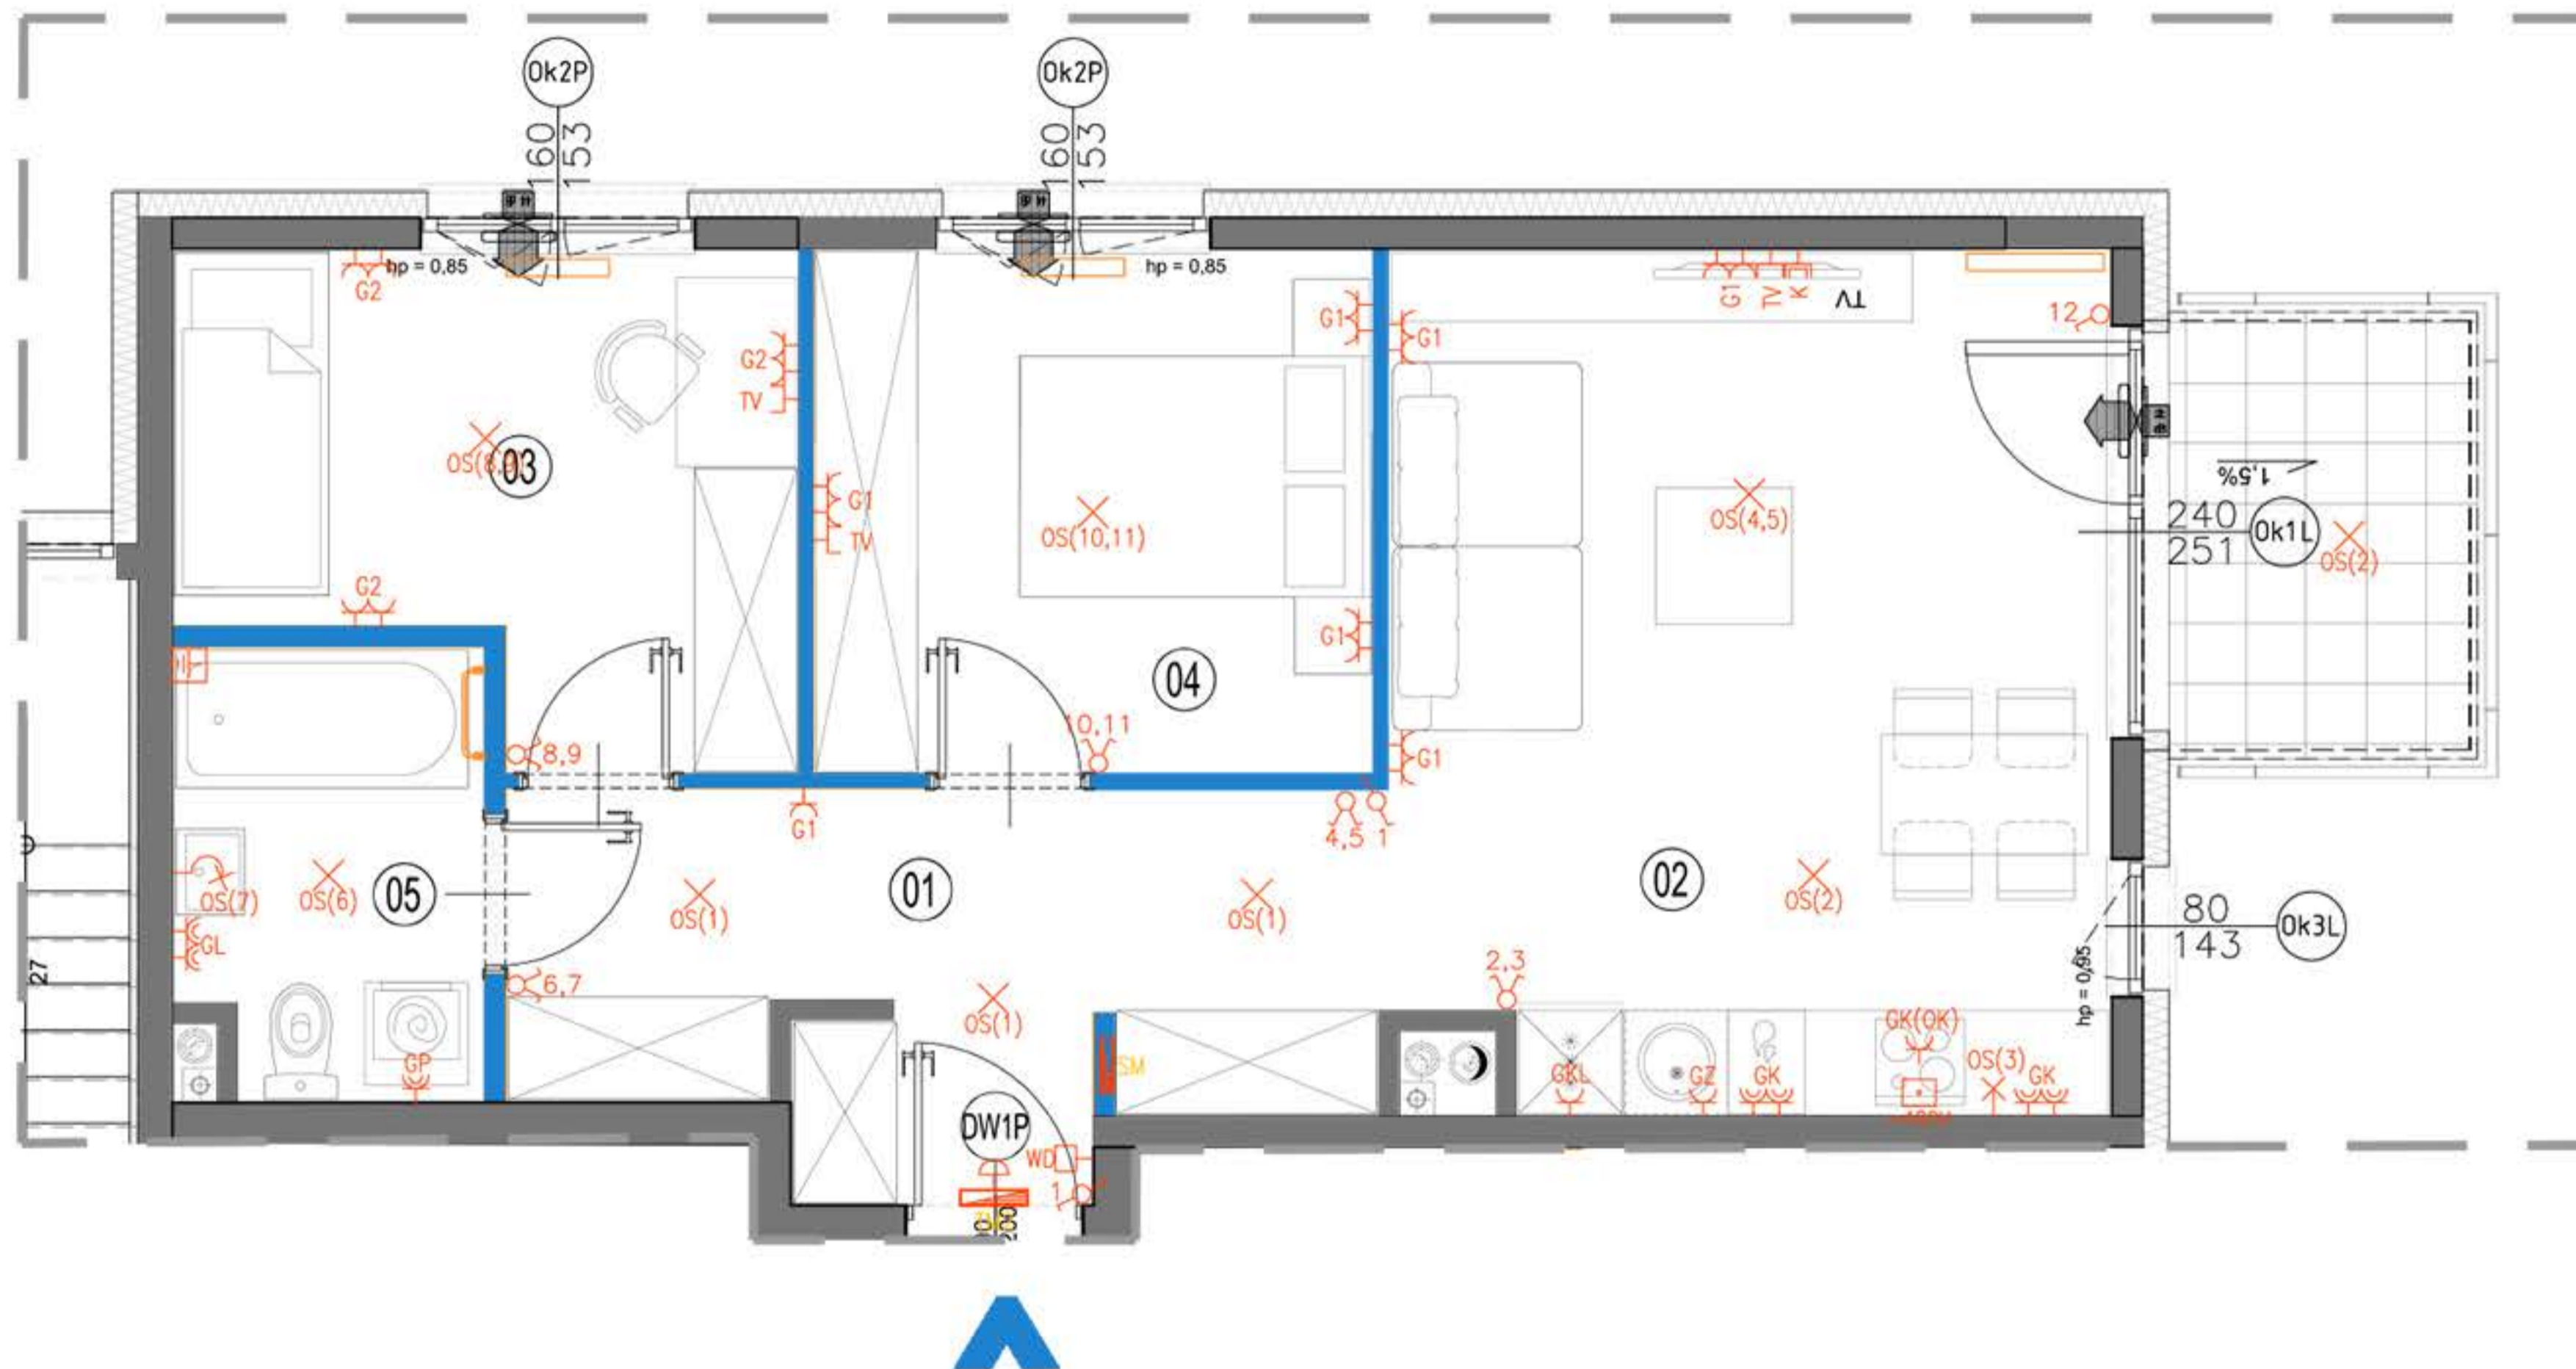 Ok2P
Ok2P
160
153
160
153
hp = 0,85
hp = 0,85
G2
G1
TV
K
TV
12
G1
G1
G2
TV
03
OS(10,11)
OS(4,5)
G1
TV
1,5%
240
251
Ok1L
OS(2)
G2
G1
04
10,11
8,9
G1
G1
4,5
1
05
01
02
OS(7)
OS(6)
OS(1)
OS(1)
OS(2)
80
143
Ok3L
GL
27
6,7
2,3
hp = 0,95
OS(1)
GP
SM
GKL
GZ
GK
GK(OK)
OS(3)
GK
DW1P
WD
1
200